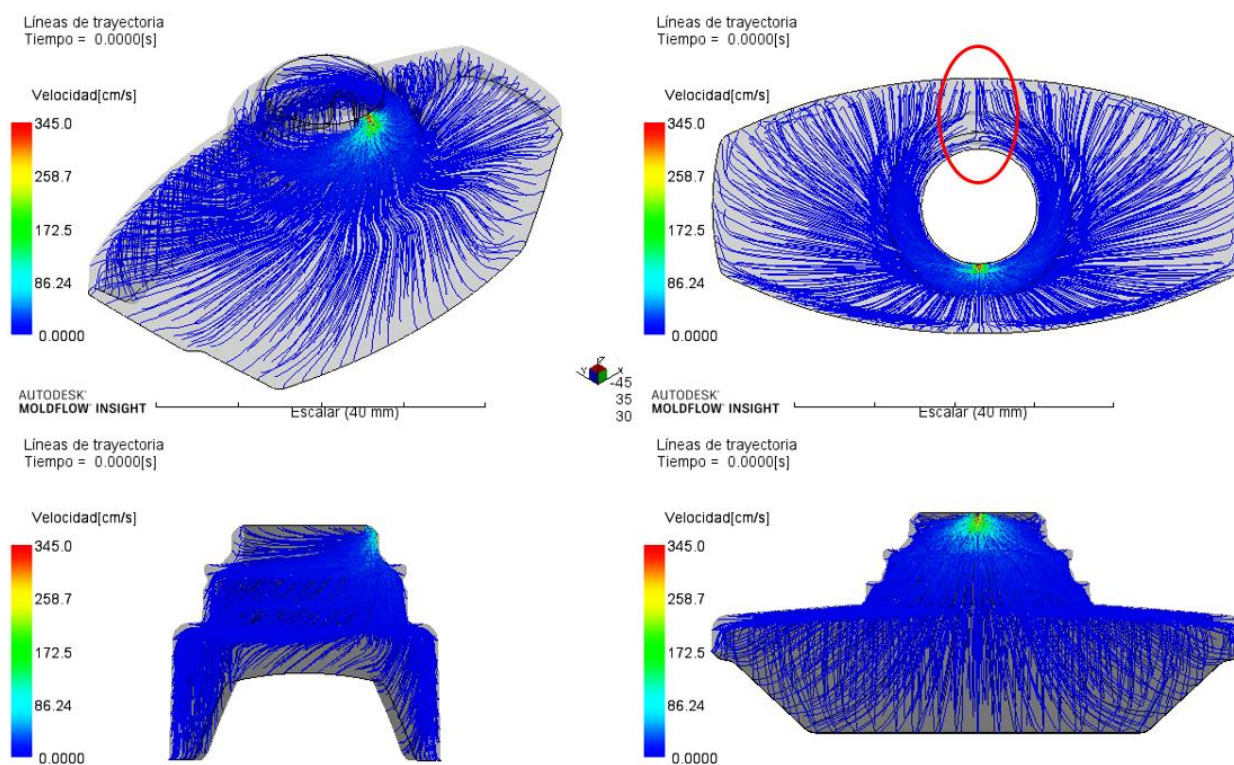 Líneas de trayectoria
Tiempo = 0.0000[s]
Velocidad[cm/s]
345.0
258.7
172.5
86.24
0.0000
AUTODESK®
MOLDFLOW® INSIGHT
Escalar (40 mm)
Z
Y
X
-45
35
30
Líneas de trayectoria
Tiempo = 0.0000[s]
Velocidad[cm/s]
345.0
258.7
172.5
86.24
0.0000
AUTODESK®
MOLDFLOW® INSIGHT
Escalar (40 mm)
Líneas de trayectoria
Tiempo = 0.0000[s]
Velocidad[cm/s]
345.0
258.7
172.5
86.24
0.0000
Líneas de trayectoria
Tiempo = 0.0000[s]
Velocidad[cm/s]
345.0
258.7
172.5
86.24
0.0000